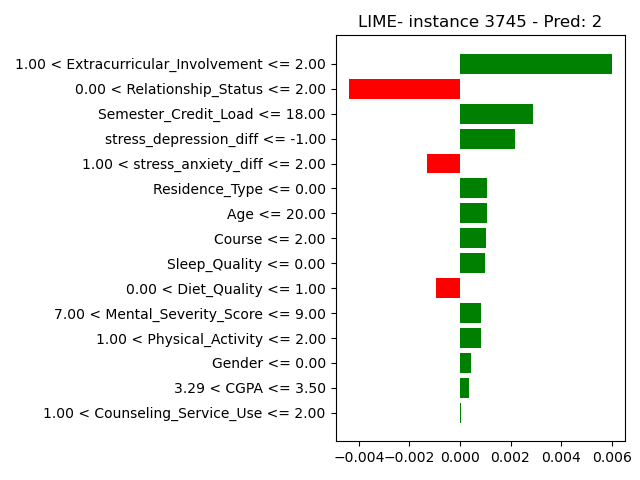 LIME- instance 3745 - Pred: 2
1.00 < Extracurricular_Involvement <= 2.00
0.00 < Relationship_Status <= 2.00
Semester_Credit_Load <= 18.00
stress_depression_diff <= -1.00
1.00 < stress_anxiety_diff <= 2.00
Residence_Type <= 0.00
Age <= 20.00
Course <= 2.00
Sleep_Quality <= 0.00
0.00 < Diet_Quality <= 1.00
7.00 < Mental_Severity_Score <= 9.00
1.00 < Physical_Activity <= 2.00
Gender <= 0.00
3.29 < CGPA <= 3.50
1.00 < Counseling_Service_Use <= 2.00
−0.004 −0.002 0.000 0.002 0.004 0.006